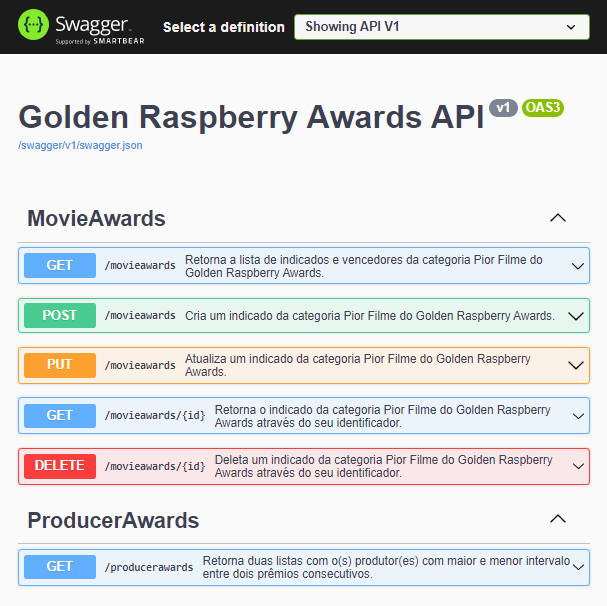 Swagger
Supported by SMARTBEAR
Select a definition
Showing API V1
Golden Raspberry Awards API v1 OAS3
/swagger/v1/swagger.json
MovieAwards
GET /movieawards Retorna a lista de indicados e vencedores da categoria Pior Filme do
Golden Raspberry Awards.
POST /movieawards Cria um indicado da categoria Pior Filme do Golden Raspberry Awards.
PUT /movieawards Atualiza um indicado da categoria Pior Filme do Golden Raspberry
Awards.
GET /movieawards/{id} Retorna o indicado da categoria Pior Filme do Golden Raspberry
Awards através do seu identificador.
DELETE /movieawards/{id} Deleta um indicado da categoria Pior Filme do Golden Raspberry
Awards através do seu identificador.
ProducerAwards
GET /producerawards Retorna duas listas com o(s) produtor(es) com maior e menor intervalo
entre dois prêmios consecutivos.